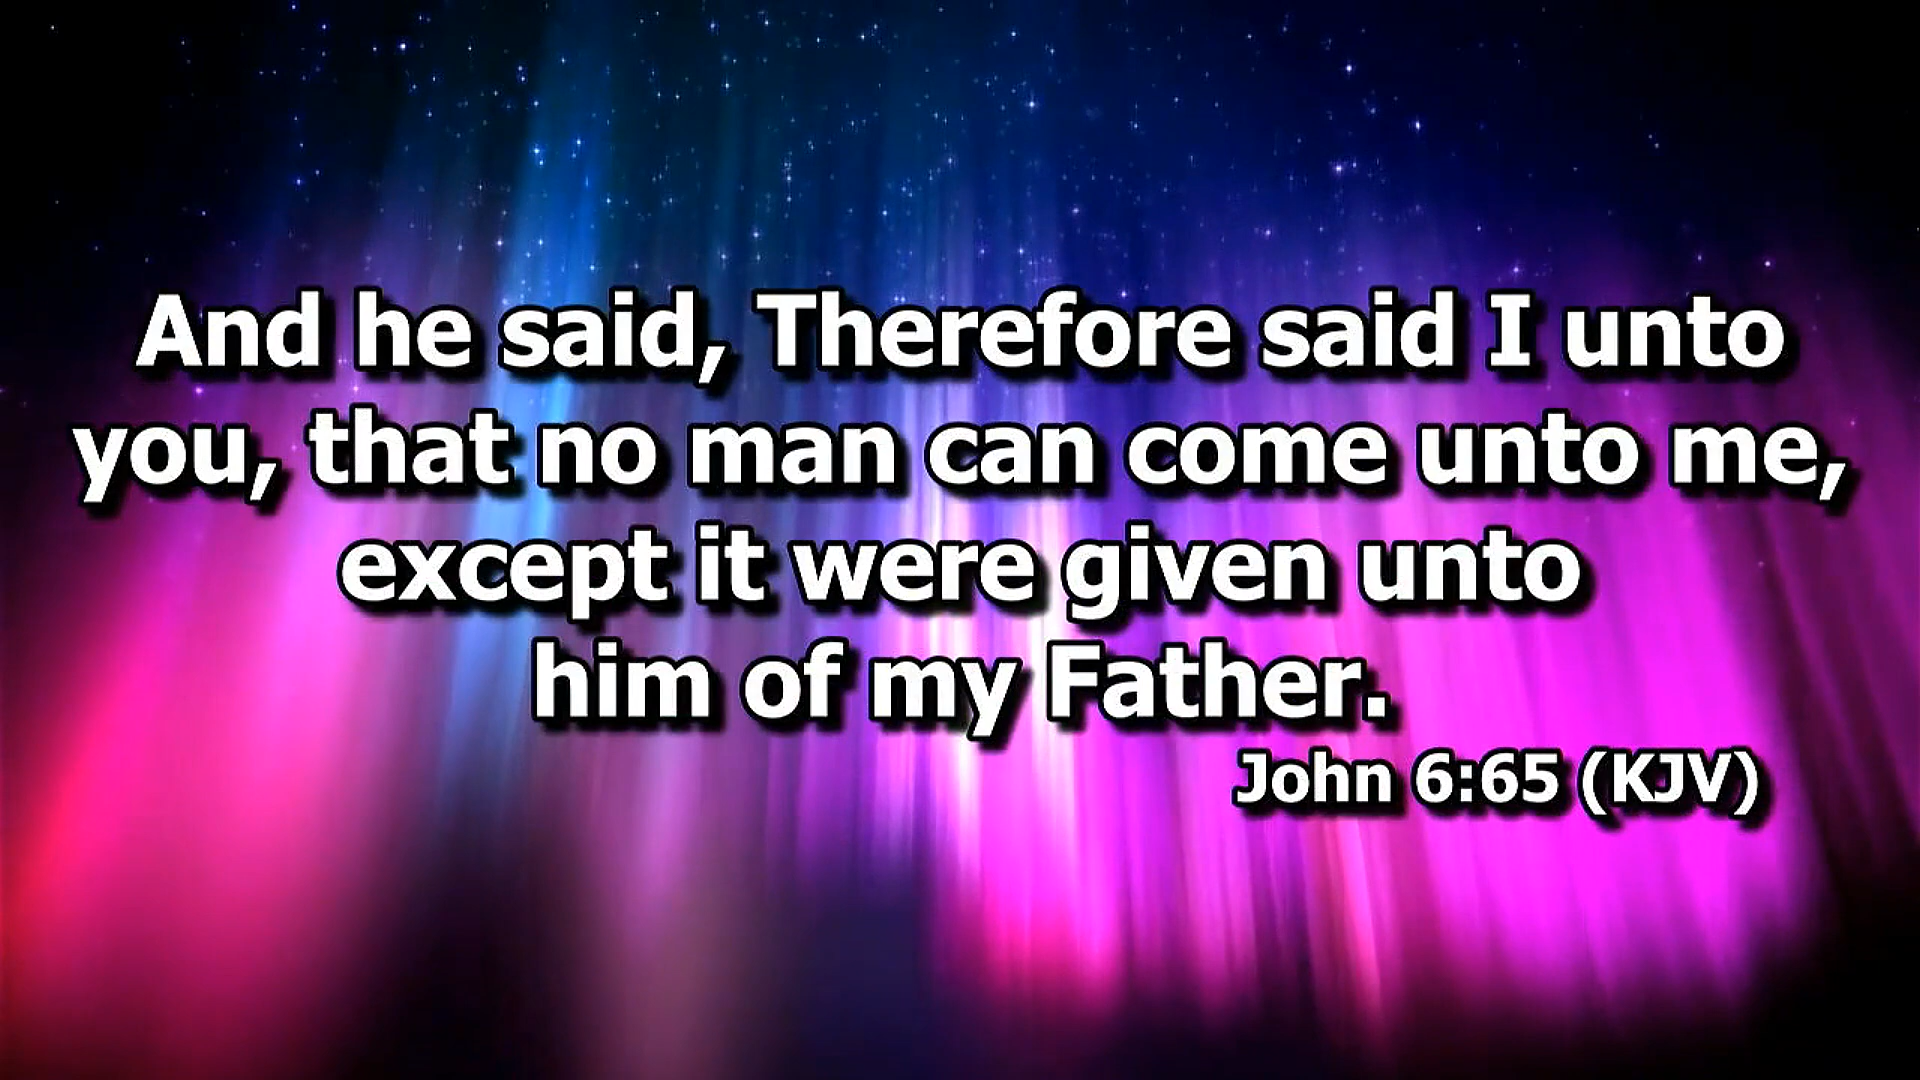 And he said, Therefore said I unto
you, that no man can come unto me,
except it were given unto
him of my Father.
John 6:65 (KJV)